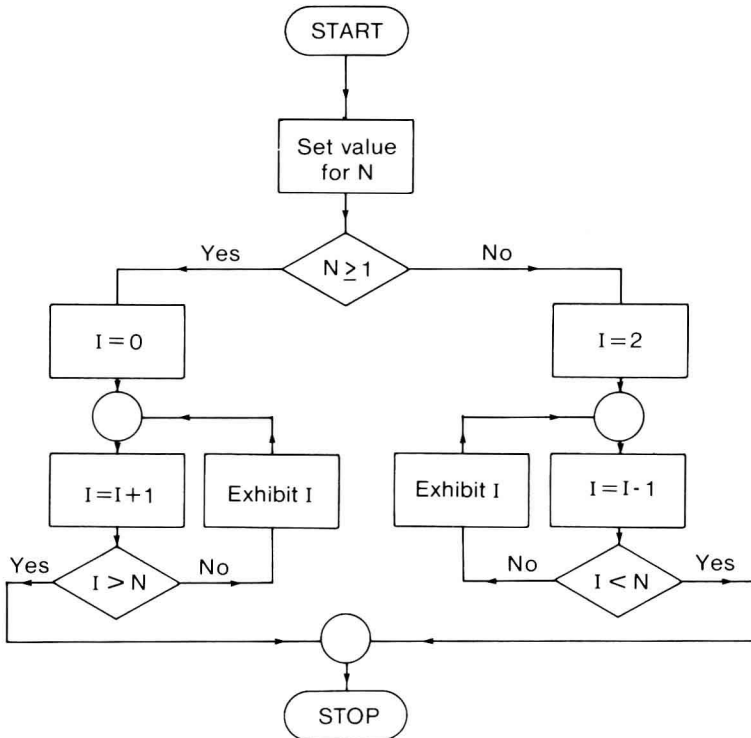 START
Set value
for N
N ≥ 1
Yes
No
I = 0
I = 2
I = I + 1
Exhibit I
Exhibit I
I = I - 1
Yes
I > N
No
No
I < N
Yes
STOP